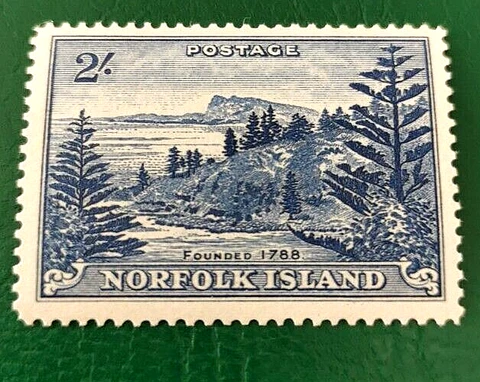 POSTAGE
2/-
FOUNDED 1788
NORFOLK ISLAND